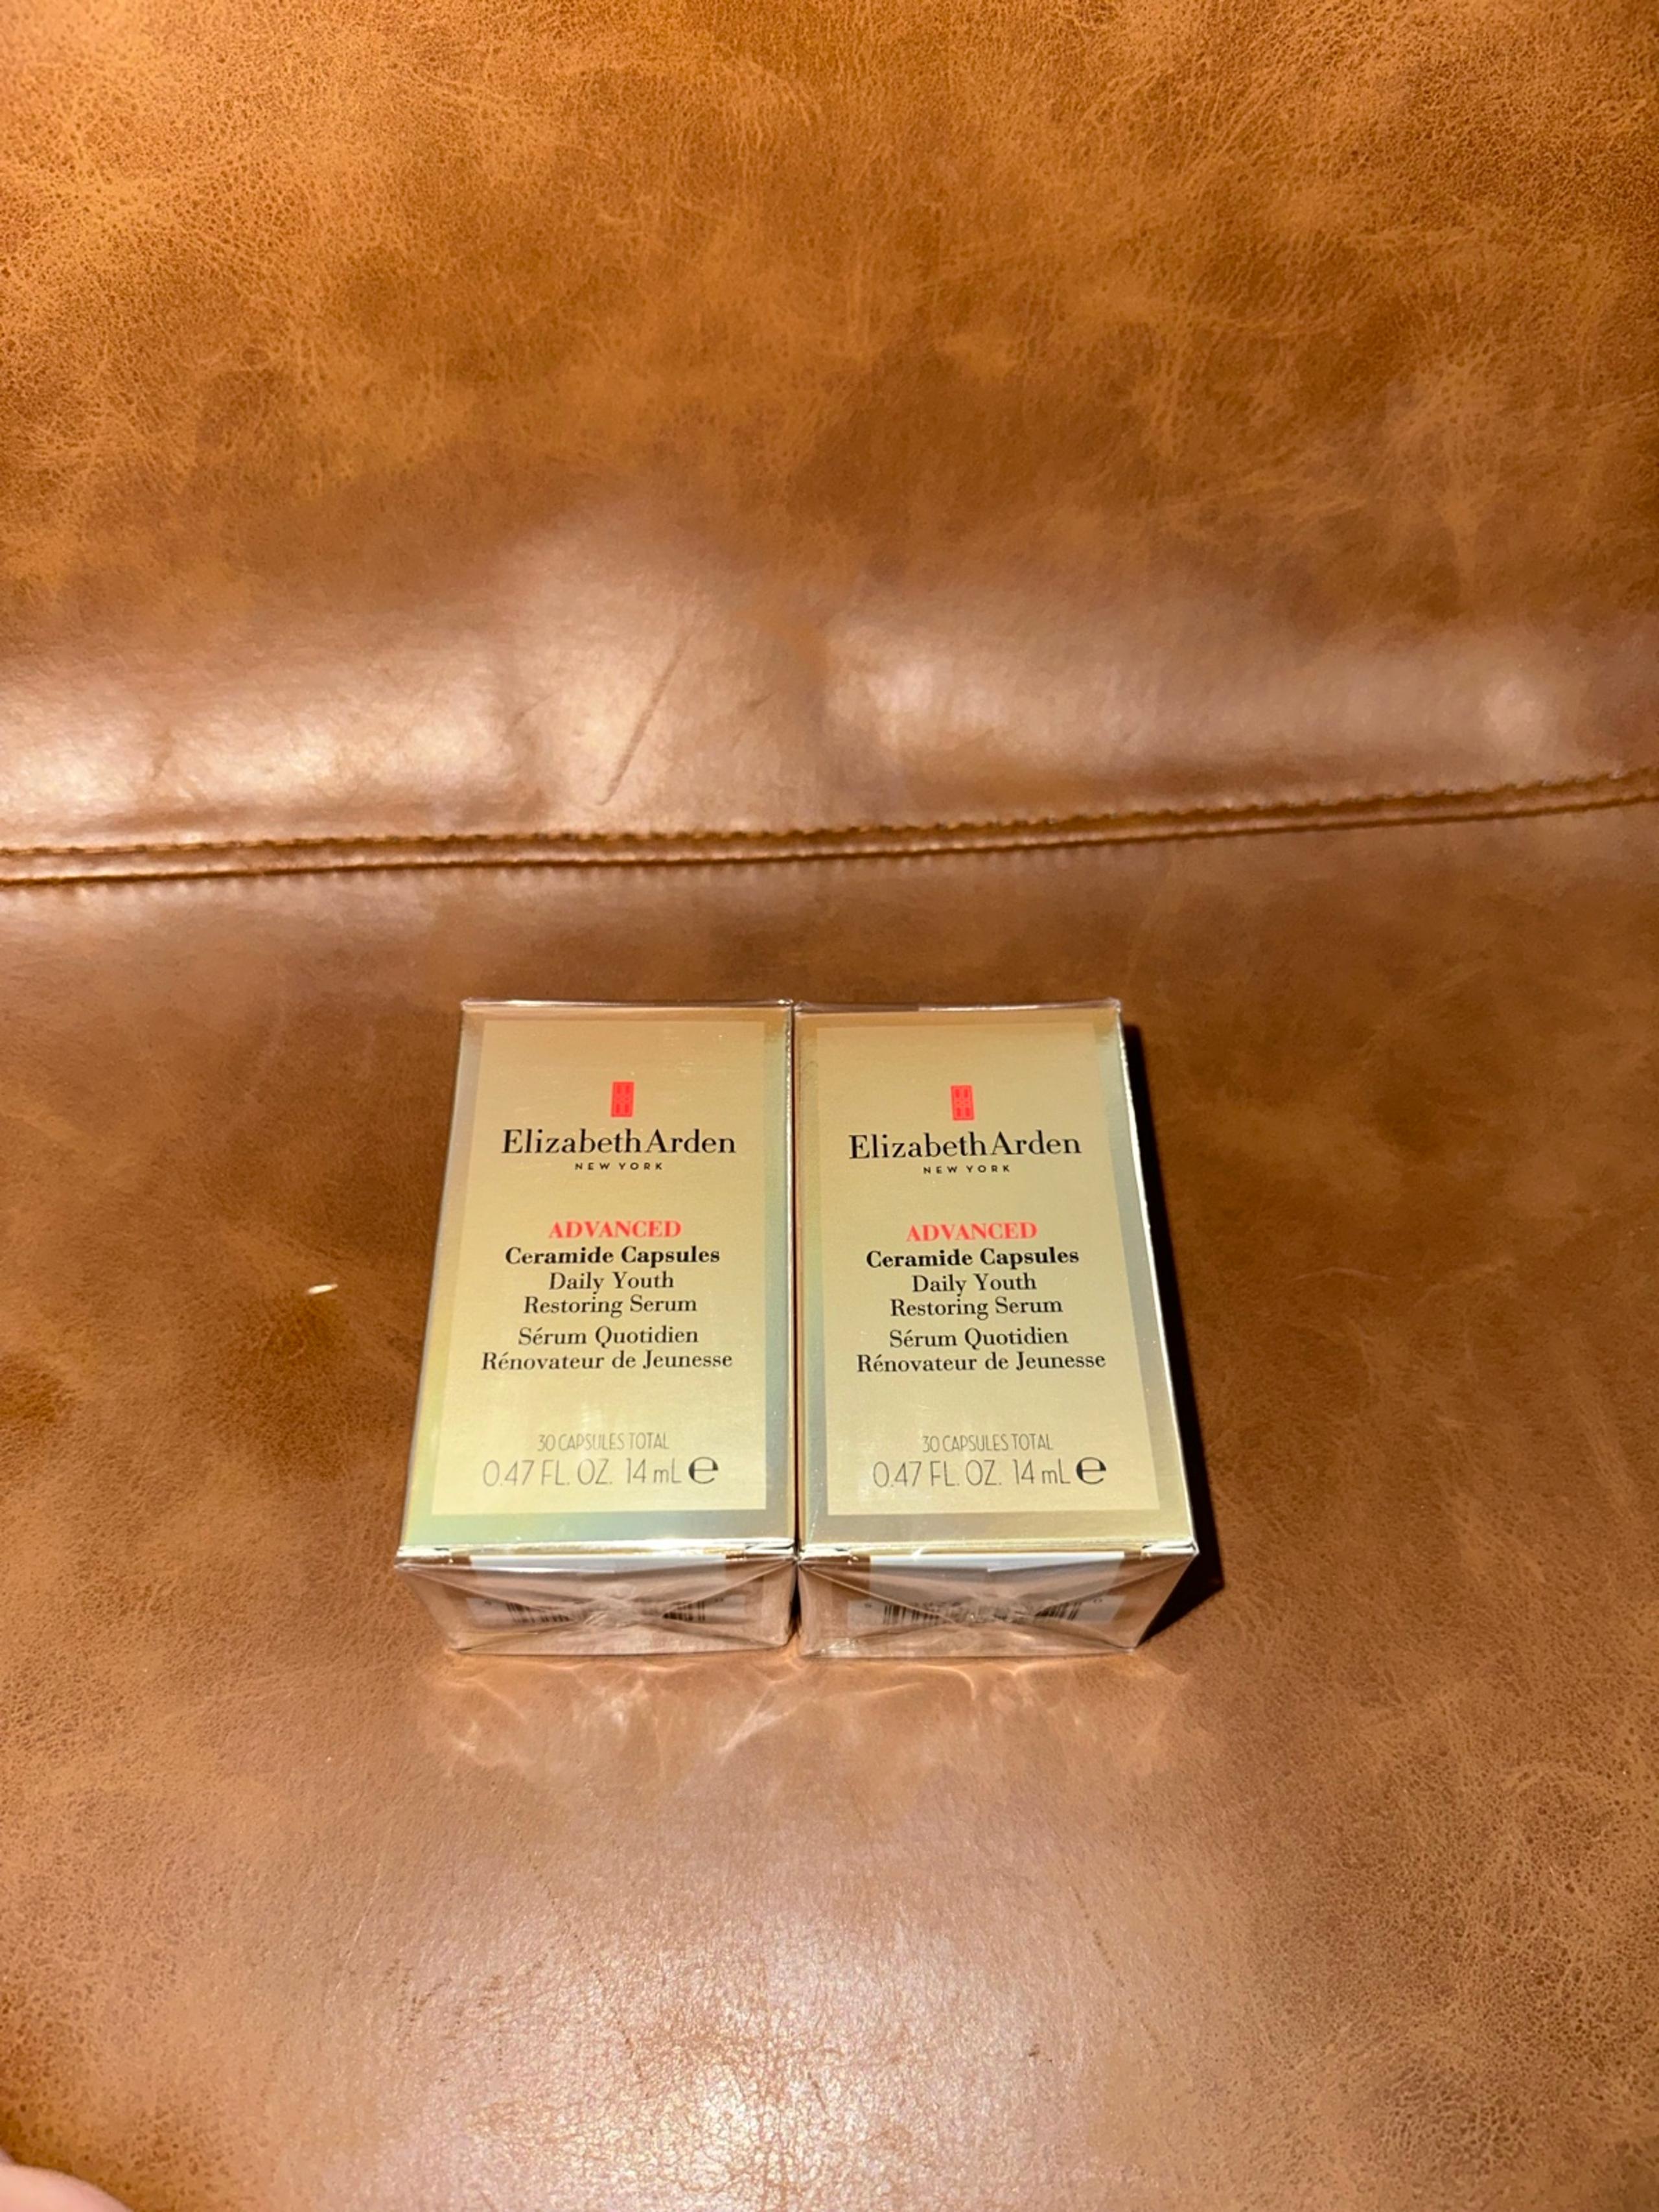 ElizabethArden
NEW YORK
ADVANCED
Ceramide Capsules
Daily Youth
Restoring Serum
Sérum Quotidien
Rénovateur de Jeunesse
30 CAPSULES TOTAL
0.47 FL. OZ. 14 mL e
ElizabethArden
NEW YORK
ADVANCED
Ceramide Capsules
Daily Youth
Restoring Serum
Sérum Quotidien
Rénovateur de Jeunesse
30 CAPSULES TOTAL
0.47 FL. OZ. 14 mL e